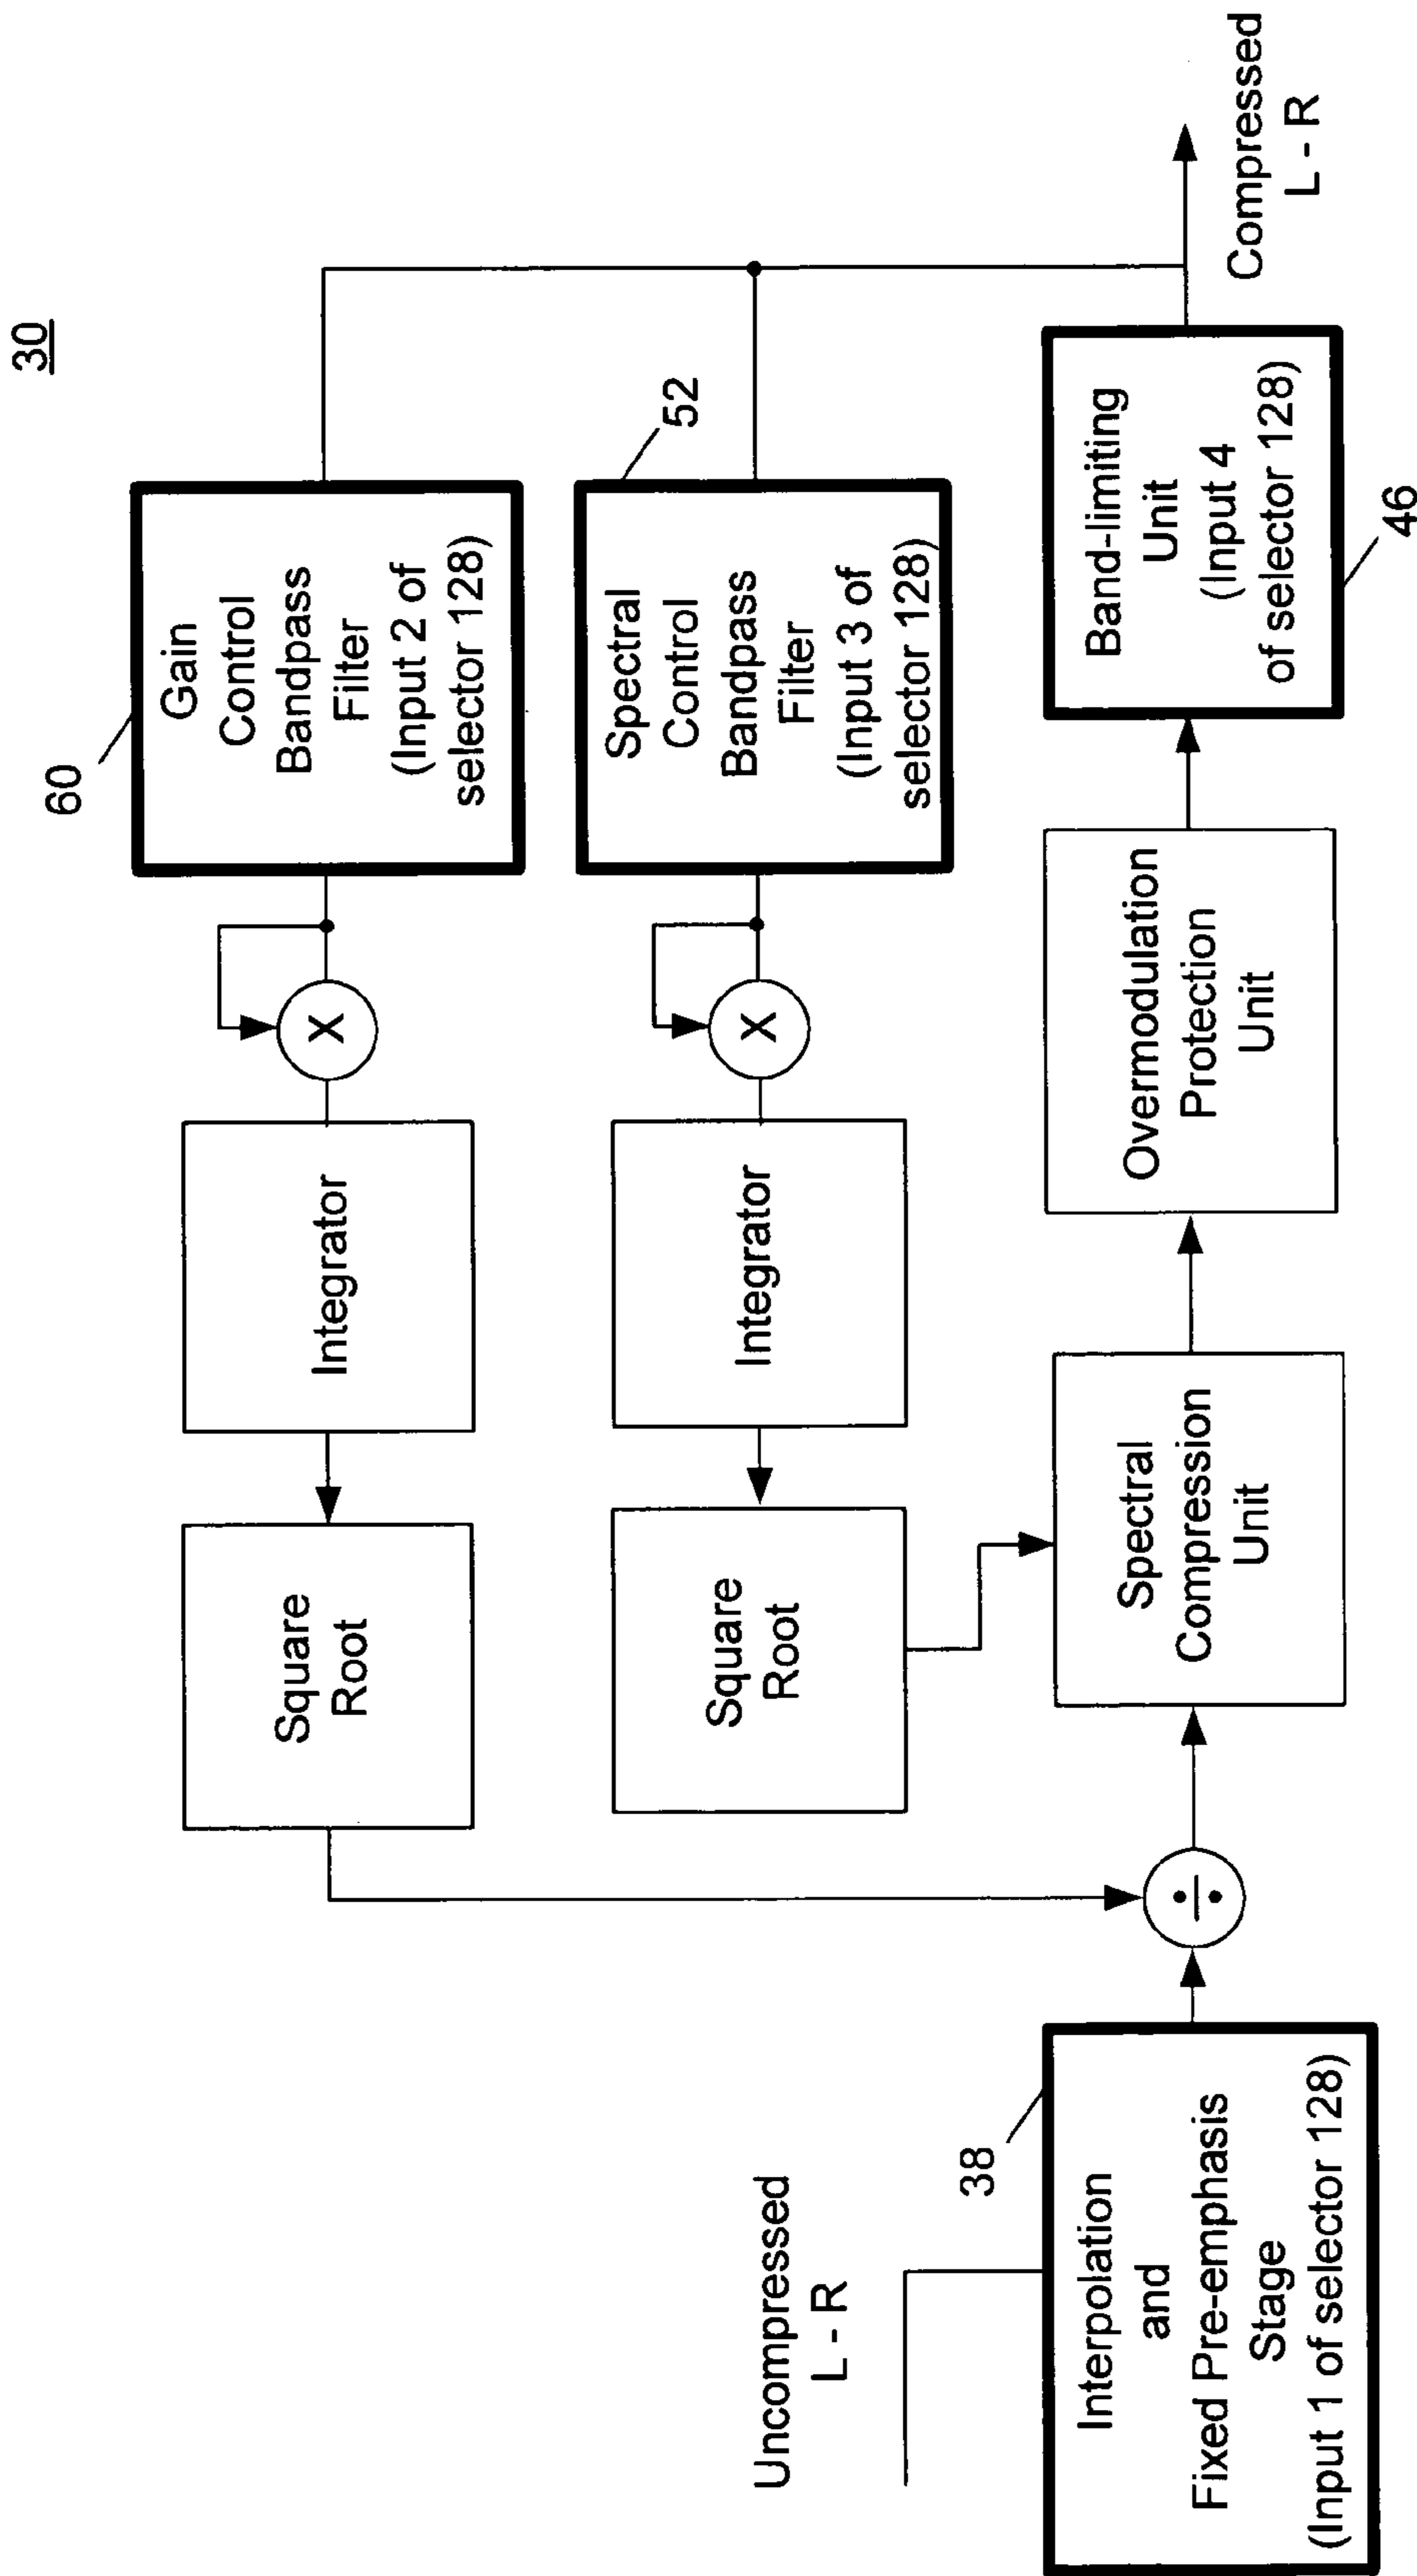 30
60
Gain
Control
Bandpass
Filter
(Input 2 of
selector 128)
X
Integrator
Square
Root
52
Spectral
Control
Bandpass
Filter
(Input 3 of
selector 128)
X
Integrator
Square
Root
Uncompressed
L - R
38
Interpolation
and
Fixed Pre-emphasis
Stage
(Input 1 of selector 128)
÷
Spectral
Compression
Unit
Overmodulation
Protection
Unit
Band-limiting
Unit
(Input 4
of selector 128)
46
Compressed
L - R